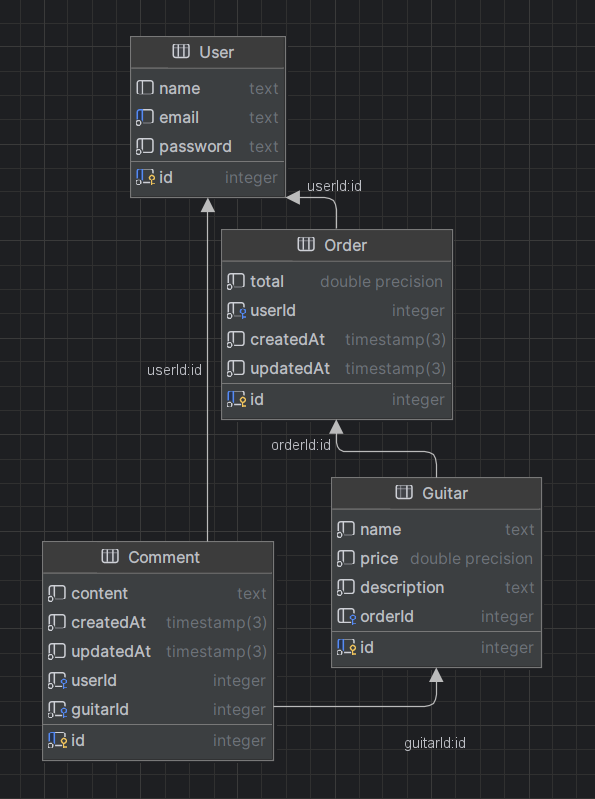 User
name text
email text
password text
id integer
userId:id
Order
total double precision
userId integer
createdAt timestamp(3)
updatedAt timestamp(3)
id integer
userId:id
orderId:id
Guitar
name text
price double precision
description text
orderId integer
id integer
Comment
content text
createdAt timestamp(3)
updatedAt timestamp(3)
userId integer
guitarId integer
id integer
guitarId:id